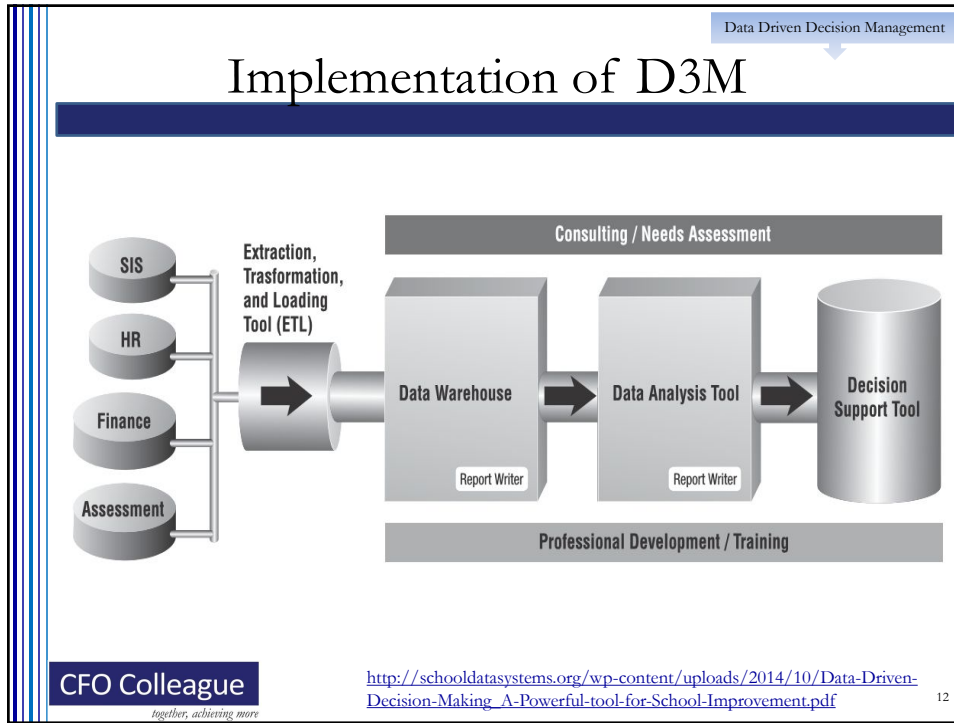 Data Driven Decision Management
Implementation of D3M
Consulting / Needs Assessment
SIS
HR
Finance
Assessment
Extraction,
Trasformation,
and Loading
Tool (ETL)
Data Warehouse
Report Writer
Data Analysis Tool
Report Writer
Decision
Support Tool
Professional Development / Training
CFO Colleague
together, achieving more
http://schooldatasystems.org/wp-content/uploads/2014/10/Data-Driven-
Decision-Making_A-Powerful-tool-for-School-Improvement.pdf
12